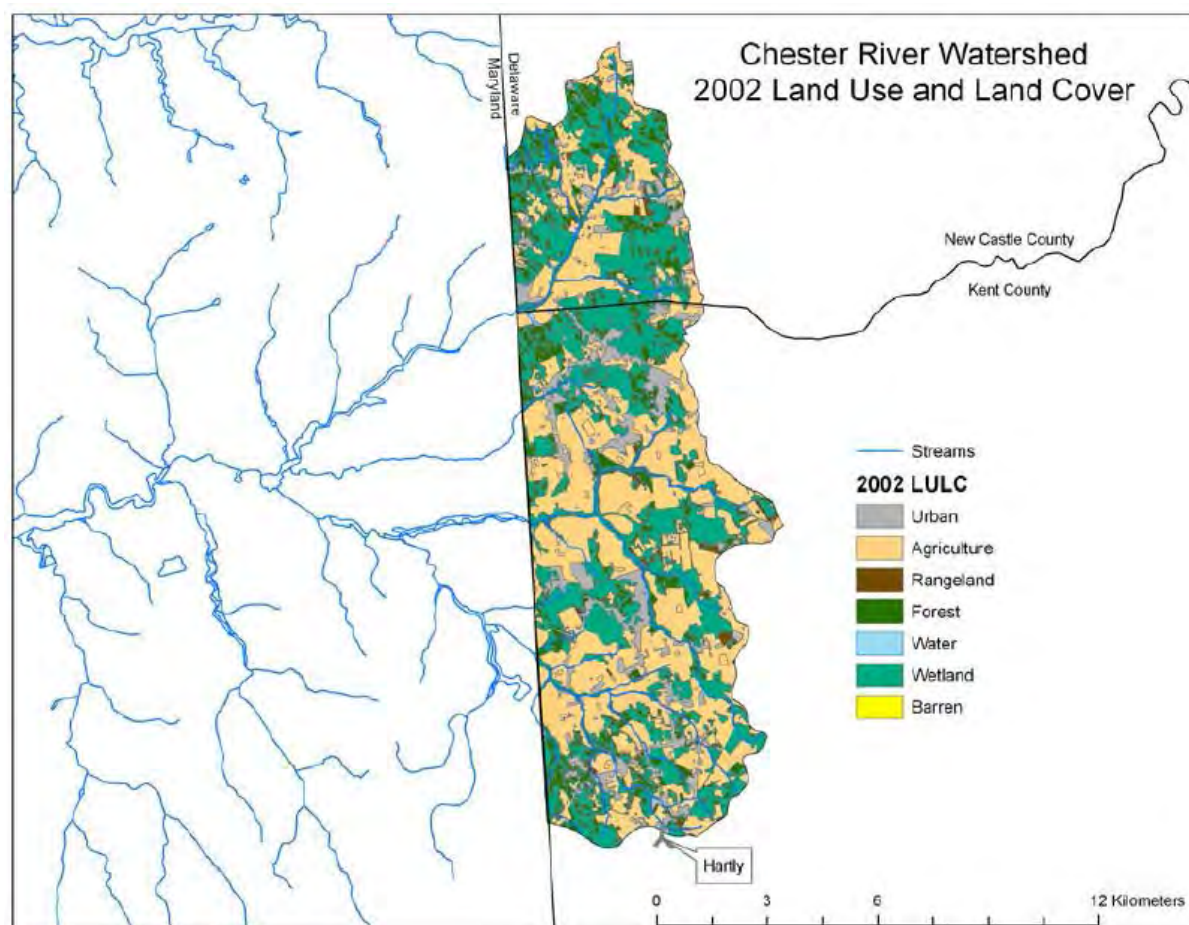 Chester River Watershed
2002 Land Use and Land Cover
Delaware
Maryland
New Castle County
Kent County
Streams
2002 LULC
Urban
Agriculture
Rangeland
Forest
Water
Wetland
Barren
Hartly
0 3 6 12 Kilometers